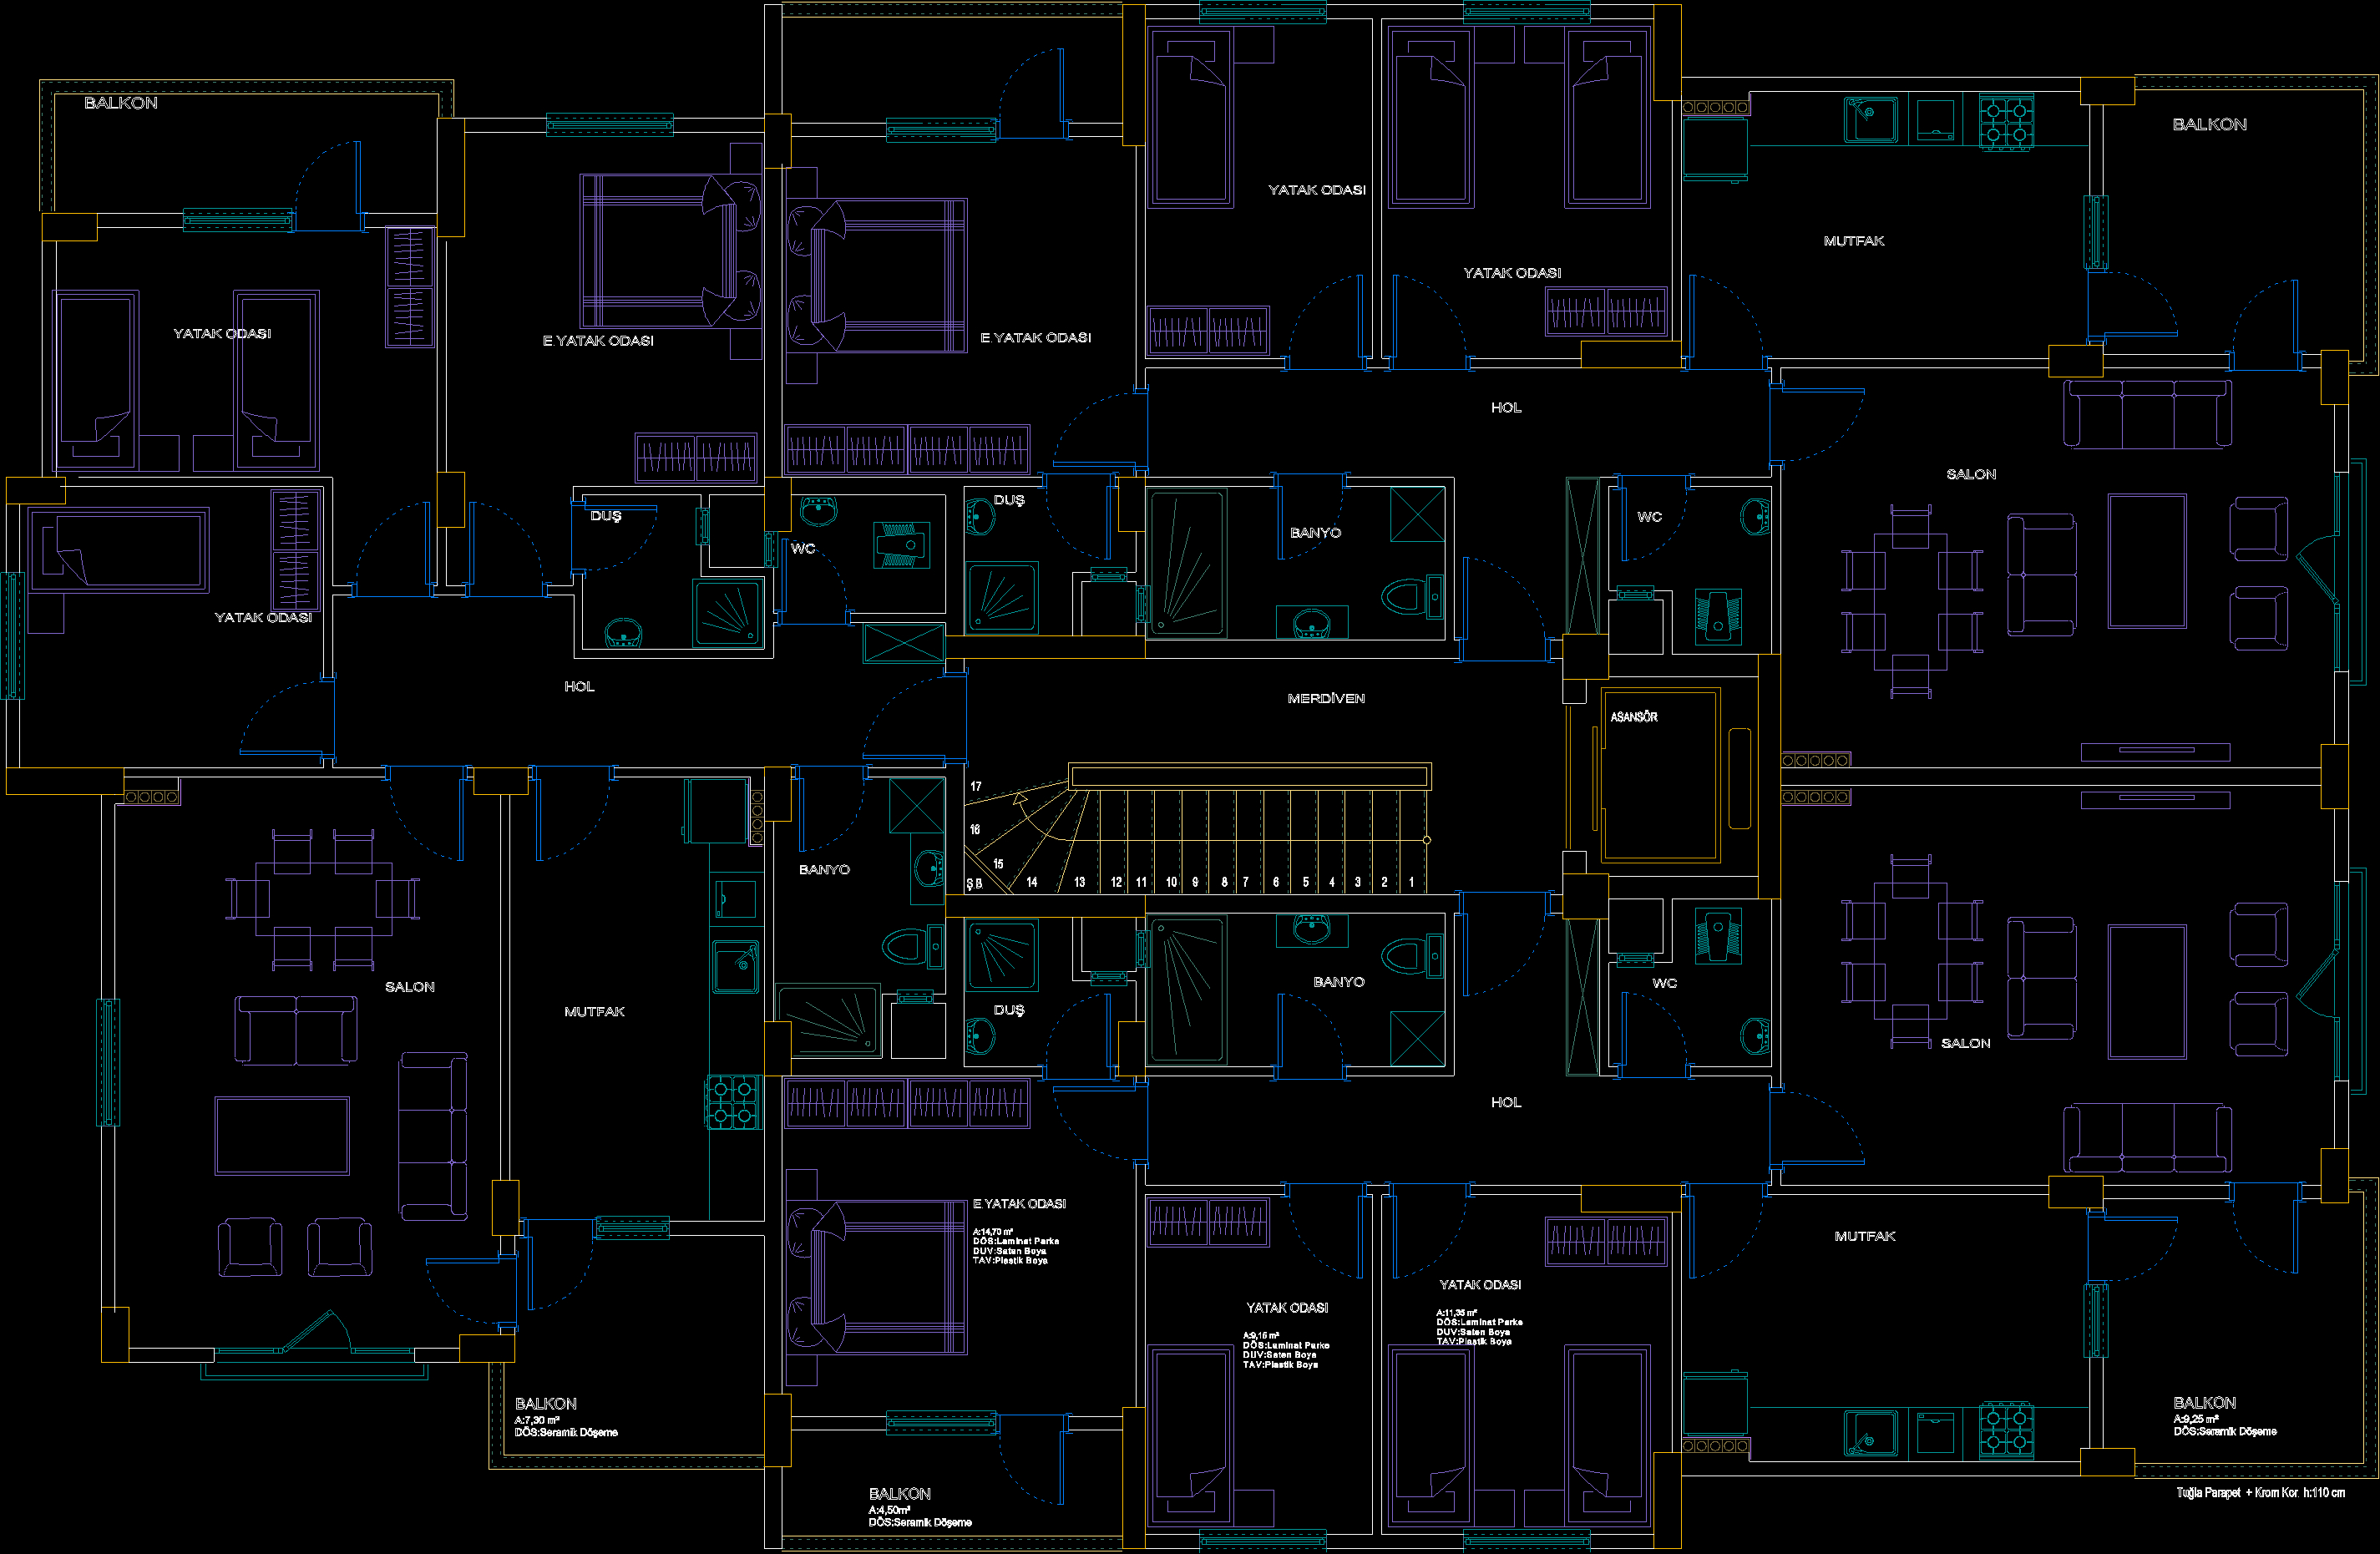 BALKON
BALKON
YATAK ODASI
MUTFAK
YATAK ODASI
YATAK ODASI
E.YATAK ODASI
E.YATAK ODASI
HOL
SALON
DUŞ
DUŞ
WC
BANYO
WC
YATAK ODASI
HOL
MERDİVEN
ASANSÖR
17
16
15
Ş.B.
14
13
12
11
10
9
8
7
6
5
4
3
2
1
BANYO
SALON
MUTFAK
DUŞ
BANYO
WC
SALON
HOL
E.YATAK ODASI
A:14,70 m²
DÖŞ:Laminat Parke
DUV:Saten Boya
TAV:Plastik Boya
MUTFAK
YATAK ODASI
A:11,35 m²
DÖŞ:Laminat Parke
DUV:Saten Boya
TAV:Plastik Boya
YATAK ODASI
A:9,15 m²
DÖŞ:Laminat Parke
DUV:Saten Boya
TAV:Plastik Boya
BALKON
A:7,30 m²
DÖŞ:Seramik Döşeme
BALKON
A:9,25 m²
DÖŞ:Seramik Döşeme
BALKON
A:4,50m²
DÖŞ:Seramik Döşeme
Tuğla Parapet + Krom Kor. h:110 cm